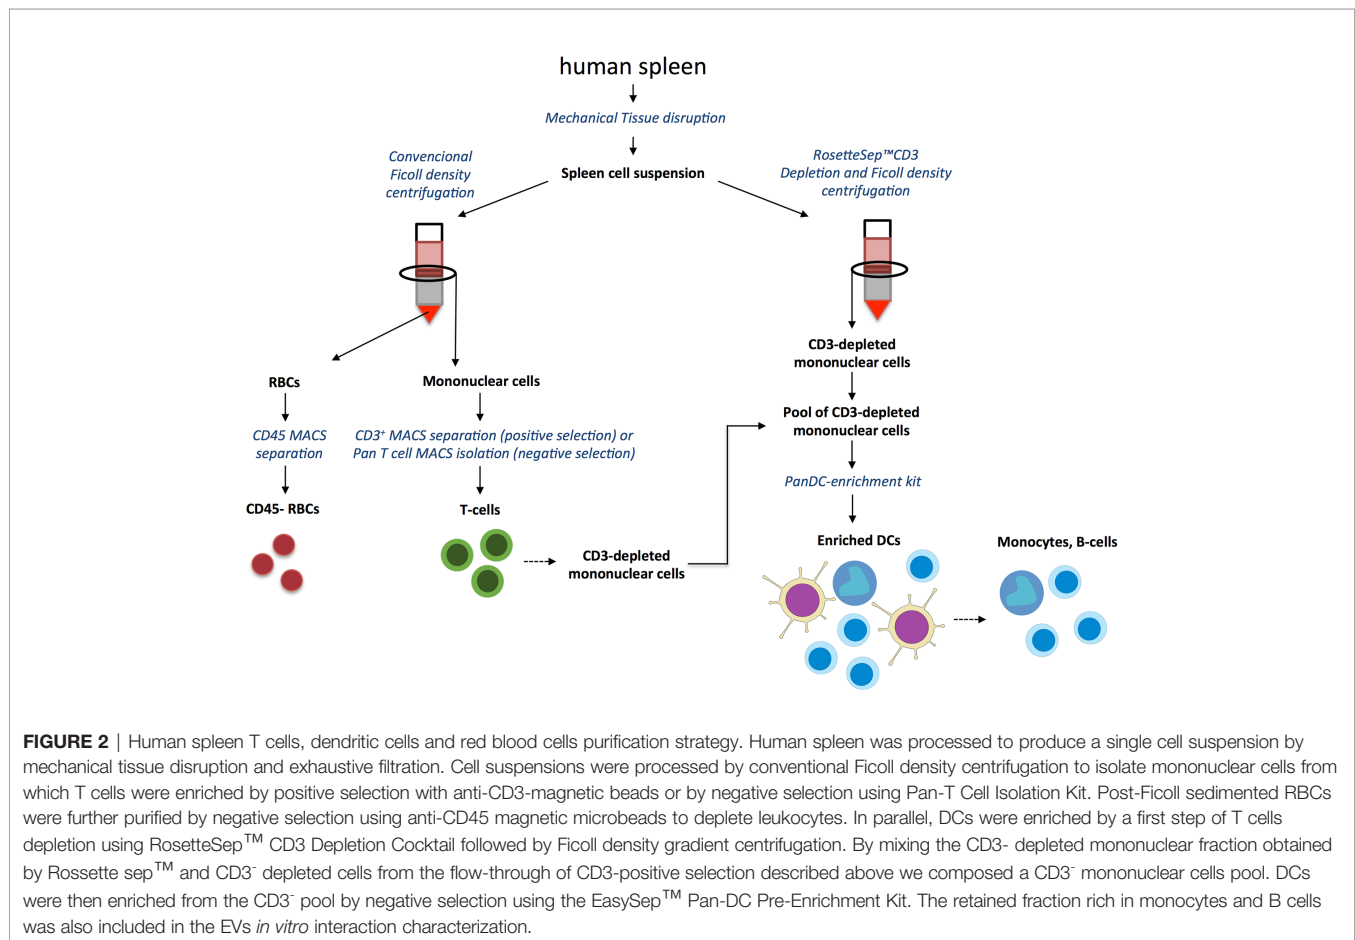 human spleen
Mechanical Tissue disruption
Convencional
Ficoll density
centrifugation
Spleen cell suspension
RosetteSep™CD3
Depletion and Ficoll density
centrifugation
CD3-depleted
mononuclear cells
RBCs
Mononuclear cells
Pool of CD3-depleted
mononuclear cells
CD45 MACS
separation
CD3⁺ MACS separation (positive selection) or
Pan T cell MACS isolation (negative selection)
PanDC-enrichment kit
CD45- RBCs
T-cells
CD3-depleted
mononuclear cells
Enriched DCs
Monocytes, B-cells
FIGURE 2 | Human spleen T cells, dendritic cells and red blood cells purification strategy. Human spleen was processed to produce a single cell suspension by
mechanical tissue disruption and exhaustive filtration. Cell suspensions were processed by conventional Ficoll density centrifugation to isolate mononuclear cells from
which T cells were enriched by positive selection with anti-CD3-magnetic beads or by negative selection using Pan-T Cell Isolation Kit. Post-Ficoll sedimented RBCs
were further purified by negative selection using anti-CD45 magnetic microbeads to deplete leukocytes. In parallel, DCs were enriched by a first step of T cells
depletion using RosetteSep™ CD3 Depletion Cocktail followed by Ficoll density gradient centrifugation. By mixing the CD3- depleted mononuclear fraction obtained
by Rossette sep™ and CD3⁻ depleted cells from the flow-through of CD3-positive selection described above we composed a CD3⁻ mononuclear cells pool. DCs
were then enriched from the CD3⁻ pool by negative selection using the EasySep™ Pan-DC Pre-Enrichment Kit. The retained fraction rich in monocytes and B cells
was also included in the EVs in vitro interaction characterization.